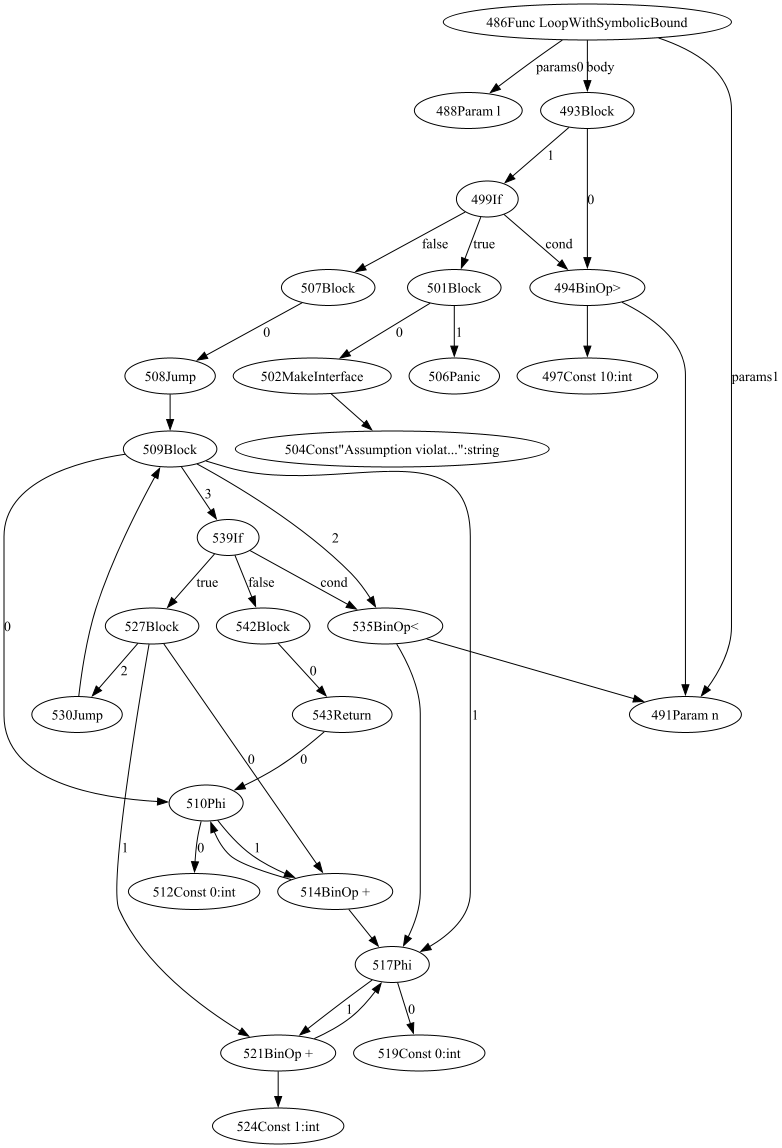 486Func LoopWithSymbolicBound
params0 body
488Param l
493Block
1
499If
0
false
true
cond
507Block
501Block
494BinOp>
0
0
1
508Jump
502MakeInterface
506Panic
497Const 10:int
params1
509Block
504Const"Assumption violat...":string
3
2
539If
true
false
cond
0
527Block
542Block
535BinOp<
2
0
530Jump
543Return
1
491Param n
0
0
510Phi
1
0
1
512Const 0:int
514BinOp +
517Phi
1
0
521BinOp +
519Const 0:int
524Const 1:int